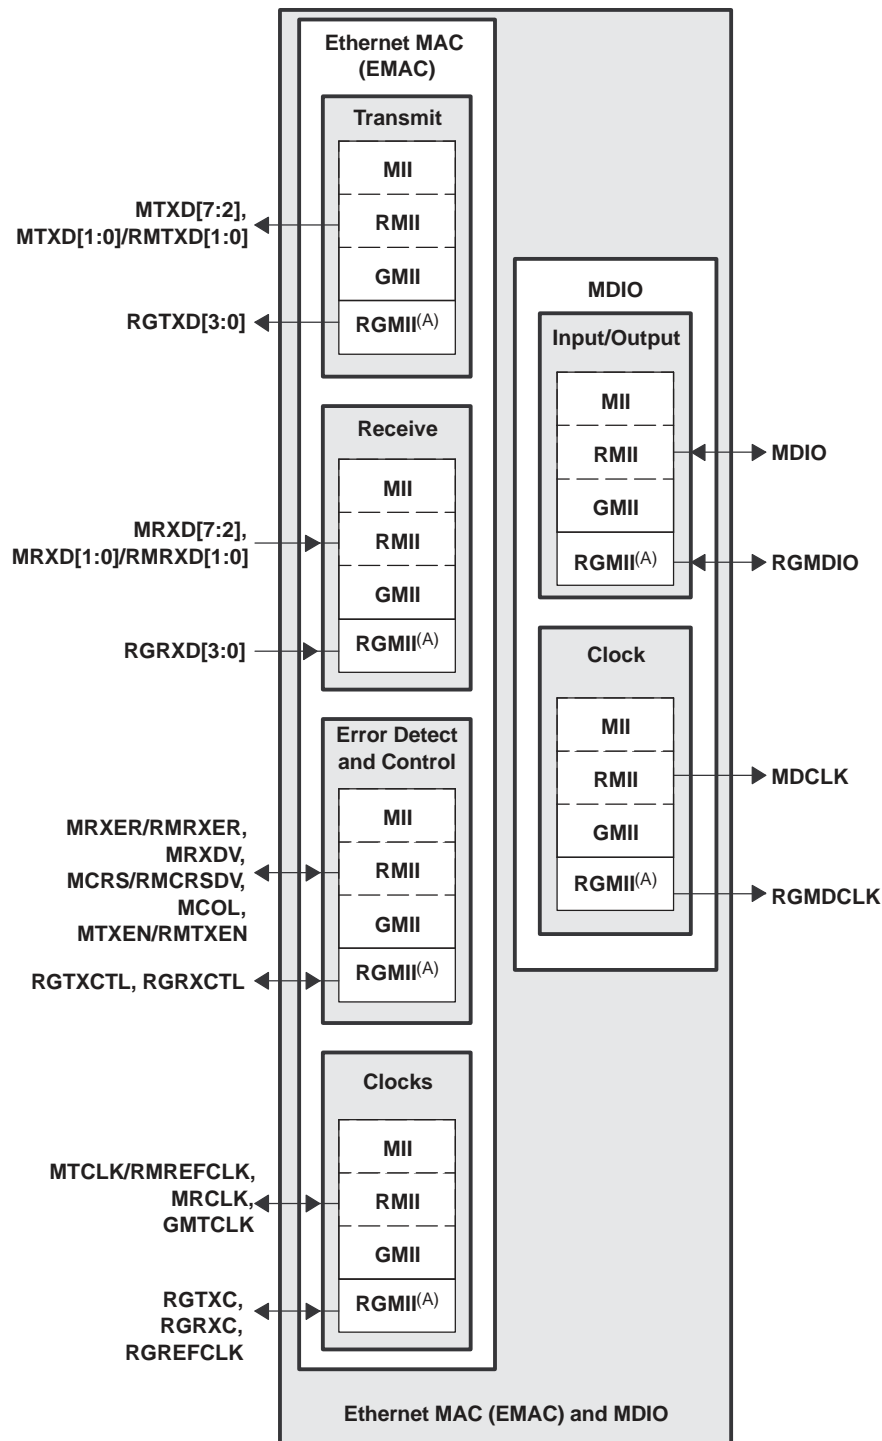 Ethernet MAC
(EMAC)
Transmit
MII
RMII
GMII
RGMII(A)
MTXD[7:2],
MTXD[1:0]/RMTXD[1:0]
RGTXD[3:0]
Receive
MII
RMII
GMII
RGMII(A)
MRXD[7:2],
MRXD[1:0]/RMRXD[1:0]
RGRXD[3:0]
Error Detect
and Control
MII
RMII
GMII
RGMII(A)
MRXER/RMRXER,
MRXDV,
MCRS/RMCRSDV,
MCOL,
MTXEN/RMTXEN
RGTXCTL, RGRXCTL
Clocks
MII
RMII
GMII
RGMII(A)
MTCLK/RMREFCLK,
MRCLK,
GMTCLK
RGTXC,
RGRXC,
RGREFCLK
MDIO
Input/Output
MII
RMII
GMII
RGMII(A)
MDIO
RGMDIO
Clock
MII
RMII
GMII
RGMII(A)
MDCLK
RGMDCLK
Ethernet MAC (EMAC) and MDIO